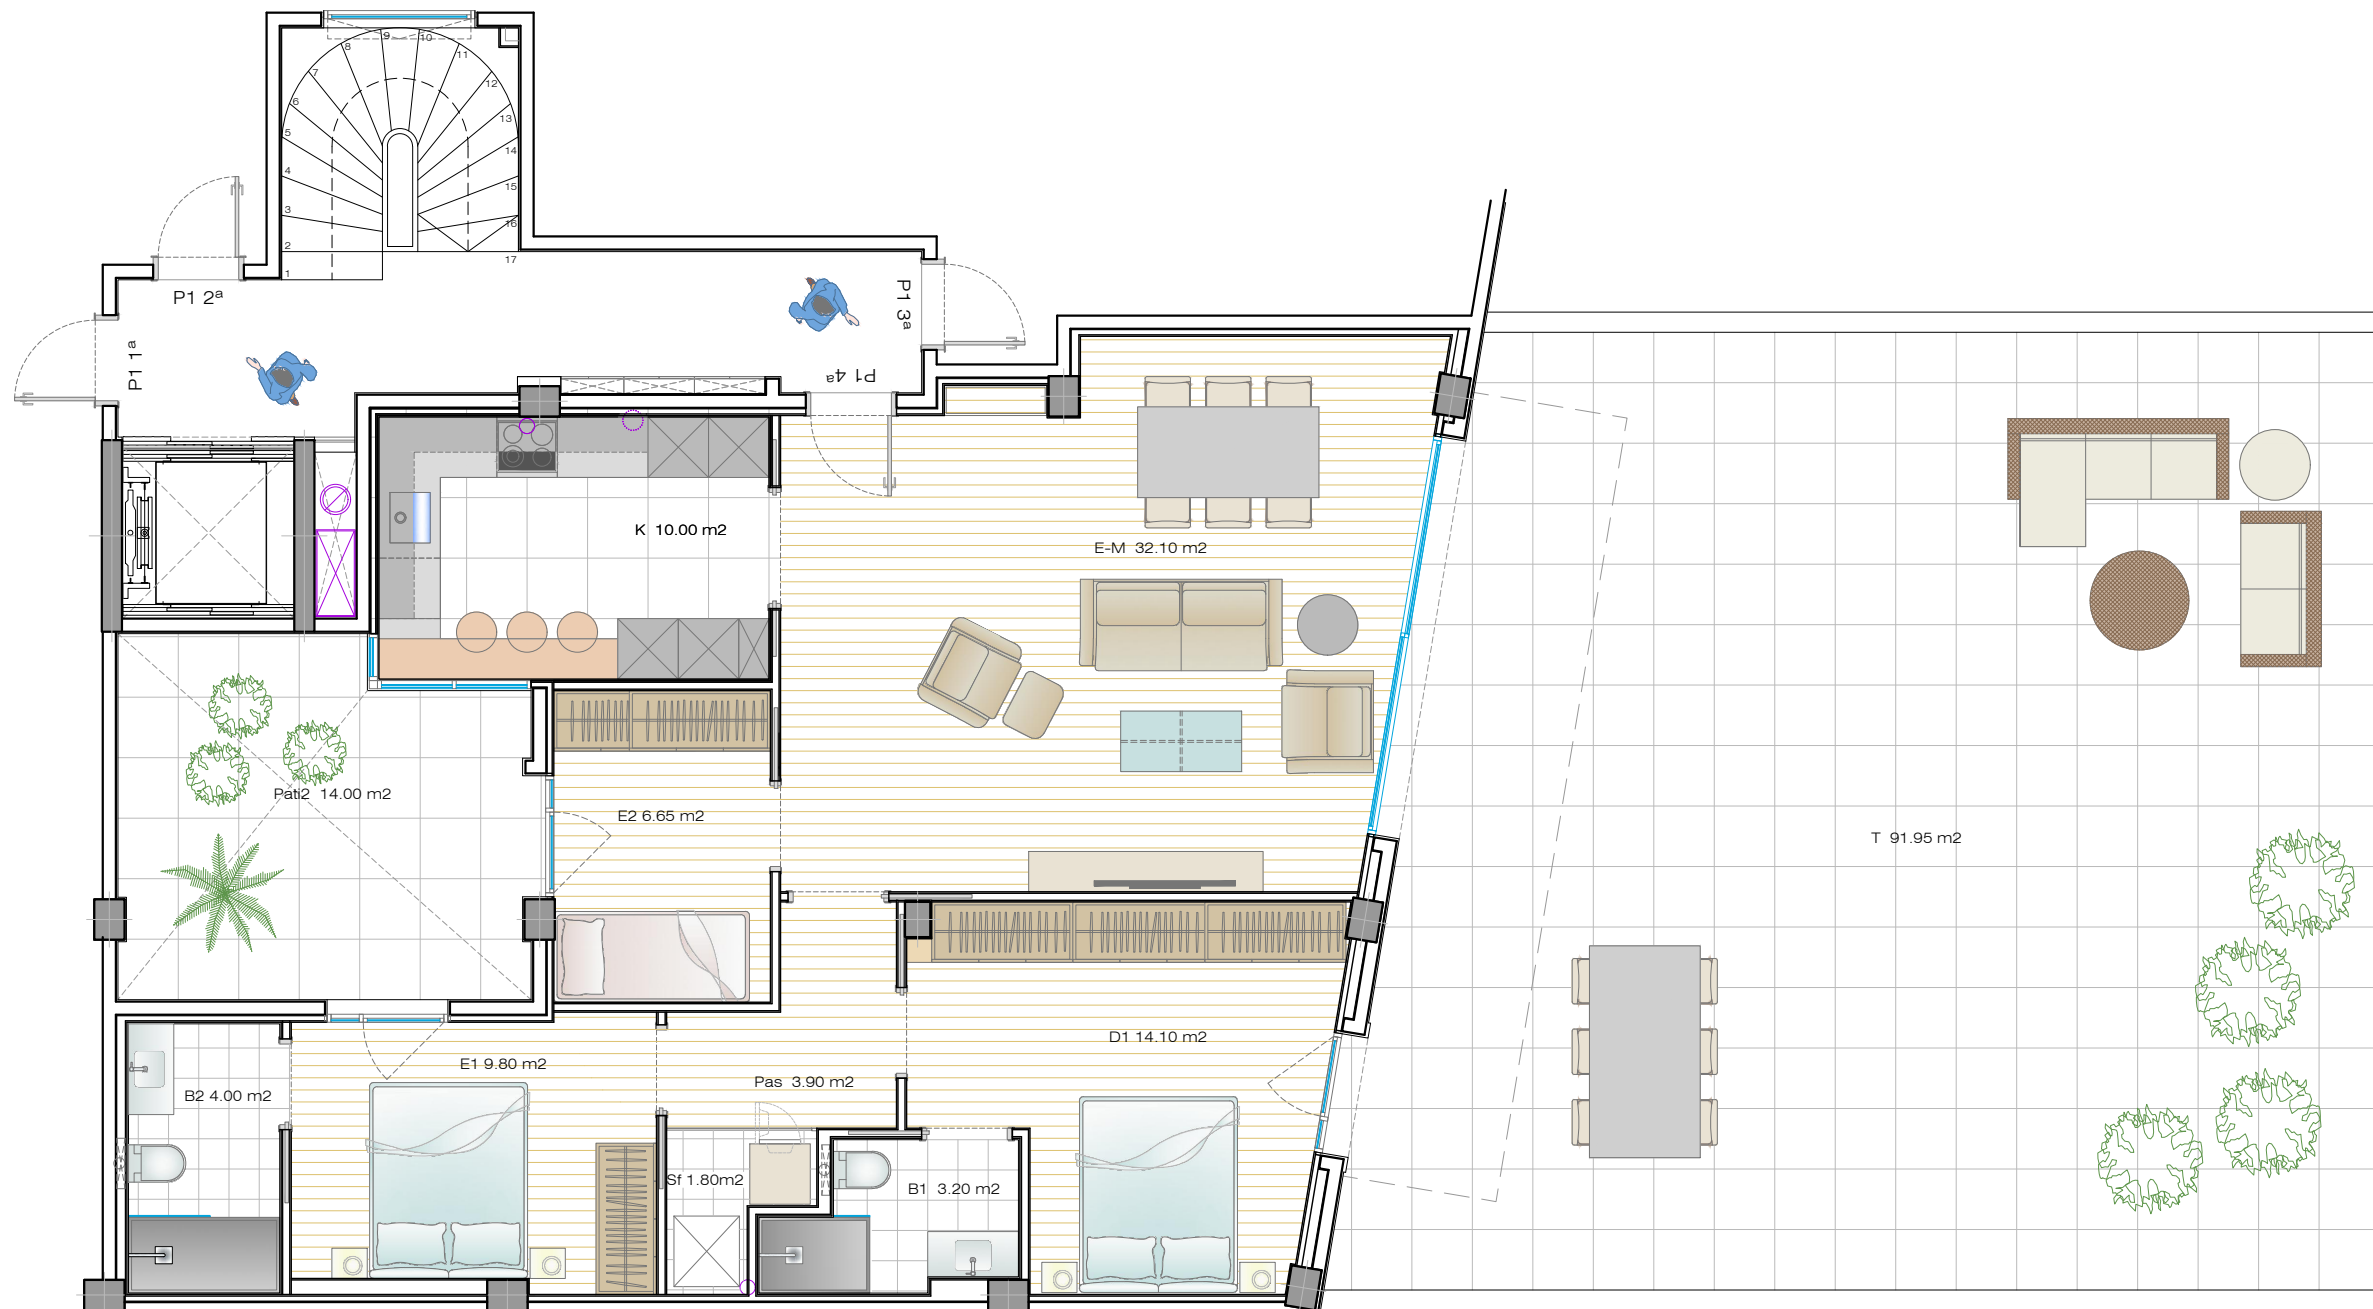 9 10
8 11
7 12
6 13
5 14
4 15
3 16
2 17
1
P1 2ª
P1 1ª
P1 3ª
P1 4ª
K 10.00 m2
E-M 32.10 m2
Pati2 14.00 m2
E2 6.65 m2
T 91.95 m2
D1 14.10 m2
E1 9.80 m2
Pas 3.90 m2
B2 4.00 m2
Sf 1.80m2
B1 3.20 m2